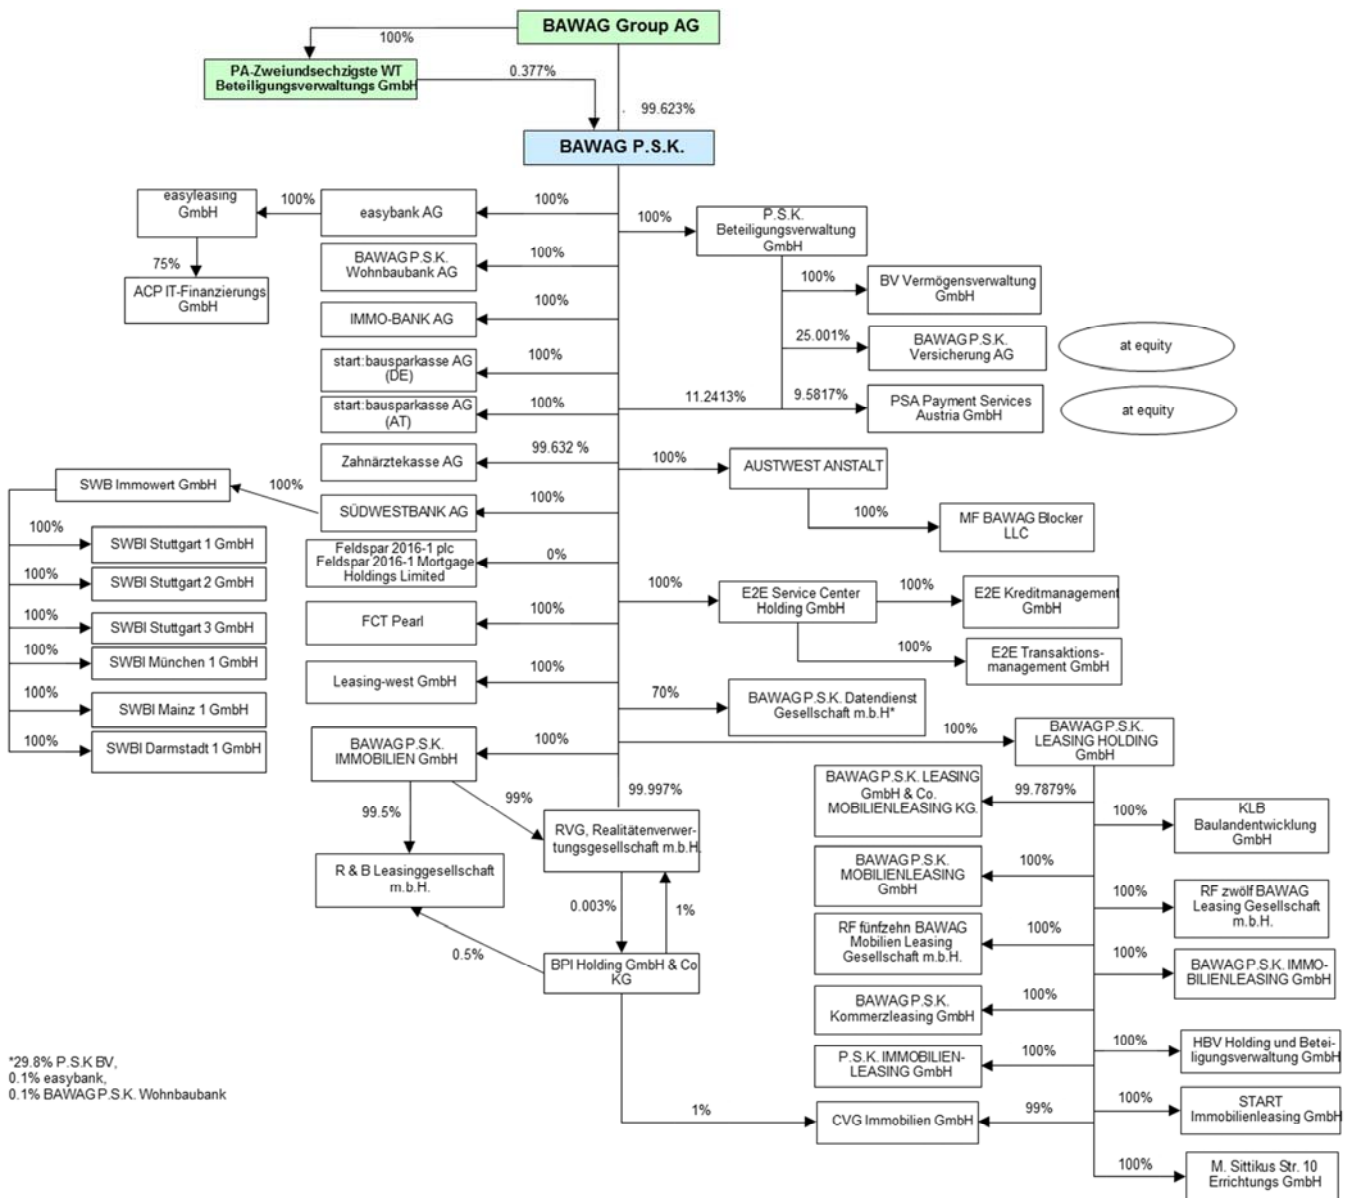 BAWAG Group AG
100%
PA-Zweiundsechzigste WT
Beteiligungsverwaltungs GmbH
0.377%
99.623%
BAWAG P.S.K.
easyleasing
GmbH
100%
easybank AG
100%
75%
ACP IT-Finanzierungs
GmbH
BAWAG P.S.K.
Wohnbaubank AG
100%
IMMO-BANK AG
100%
start:bausparkasse AG
(DE)
100%
start:bausparkasse AG
(AT)
100%
Zahnärztekasse AG
99.632 %
SWB Immowert GmbH
100%
SÜDWESTBANK AG
100%
100%
SWBI Stuttgart 1 GmbH
100%
SWBI Stuttgart 2 GmbH
100%
SWBI Stuttgart 3 GmbH
100%
SWBI München 1 GmbH
100%
SWBI Mainz 1 GmbH
100%
SWBI Darmstadt 1 GmbH
Feldspar 2016-1 plc
Feldspar 2016-1 Mortgage
Holdings Limited
0%
FCT Pearl
100%
Leasing-west GmbH
100%
BAWAG P.S.K.
IMMOBILIEN GmbH
100%
99.5%
99%
99.997%
RVG, Realitätenverwer-
tungsgesellschaft m.b.H.
R & B Leasinggesellschaft
m.b.H.
0.003%
1%
0.5%
BPI Holding GmbH & Co
KG
1%
100%
P.S.K.
Beteiligungsverwaltung
GmbH
100%
BV Vermögensverwaltung
GmbH
25.001%
BAWAG P.S.K.
Versicherung AG
at equity
11.2413%
9.5817%
PSA Payment Services
Austria GmbH
at equity
100%
AUSTWEST ANSTALT
100%
MF BAWAG Blocker
LLC
100%
E2E Service Center
Holding GmbH
100%
E2E Kreditmanagement
GmbH
100%
E2E Transaktions-
management GmbH
70%
BAWAG P.S.K. Datendienst
Gesellschaft m.b.H*
100%
BAWAG P.S.K.
LEASING HOLDING
GmbH
BAWAG P.S.K. LEASING
GmbH & Co.
MOBILIENLEASING KG.
99.7879%
100%
KLB
Baulandentwicklung
GmbH
BAWAG P.S.K.
MOBILIENLEASING
GmbH
100%
100%
RF zwölf BAWAG
Leasing Gesellschaft
m.b.H.
RF fünfzehn BAWAG
Mobilien Leasing
Gesellschaft m.b.H.
100%
100%
BAWAG P.S.K. IMMO-
BILIENLEASING GmbH
BAWAG P.S.K.
Kommerzleasing GmbH
100%
100%
HBV Holding und Betei-
ligungsverwaltung GmbH
P.S.K. IMMOBILIEN-
LEASING GmbH
100%
100%
START
Immobilienleasing GmbH
CVG Immobilien GmbH
99%
100%
M. Sittikus Str. 10
Errichtungs GmbH
*29.8% P.S.K BV,
0.1% easybank,
0.1% BAWAG P.S.K. Wohnbaubank